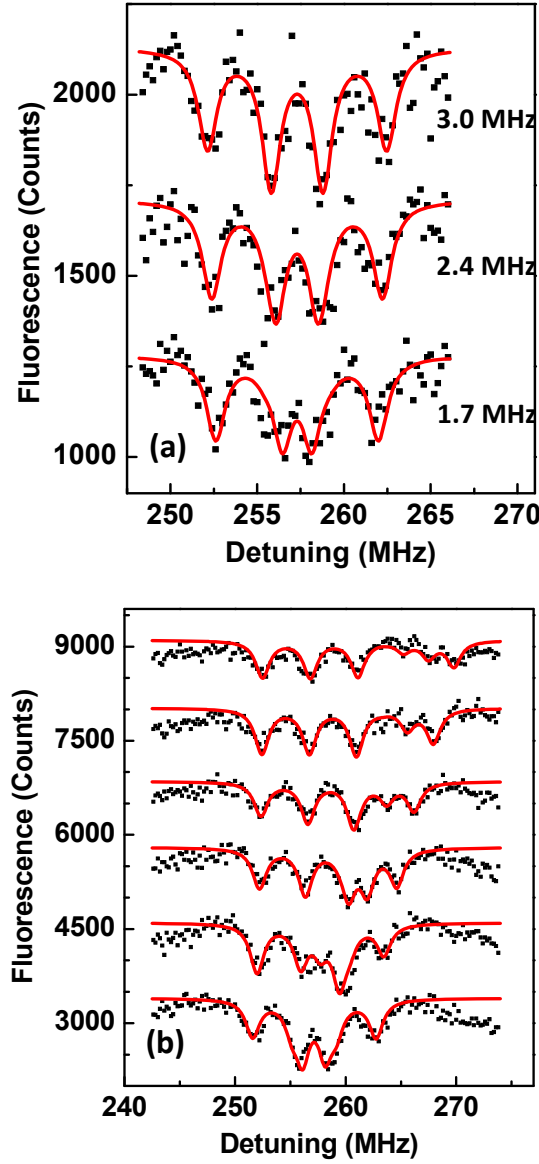 2000
3.0 MHz
1500
2.4 MHz
1000
1.7 MHz
(a)
Fluorescence (Counts)
250 255 260 265 270
Detuning (MHz)
9000
7500
6000
4500
3000
(b)
Fluorescence (Counts)
240 250 260 270
Detuning (MHz)